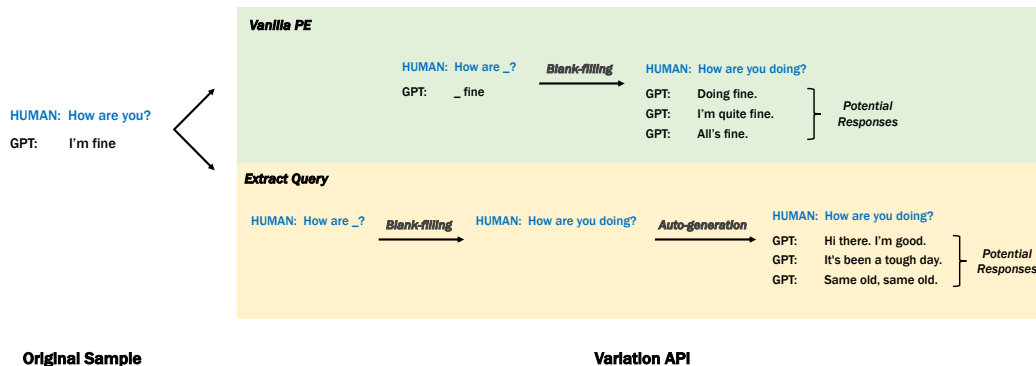 Vanilla PE
HUMAN: How are _?
GPT: _ fine
Blank-filling
HUMAN: How are you doing?
GPT: Doing fine.
GPT: I'm quite fine.
GPT: All's fine.
Potential
Responses
HUMAN: How are you?
GPT: I'm fine
Extract Query
HUMAN: How are _?
Blank-filling
HUMAN: How are you doing?
Auto-generation
HUMAN: How are you doing?
GPT: Hi there. I'm good.
GPT: It's been a tough day.
GPT: Same old, same old.
Potential
Responses
Original Sample
Variation API